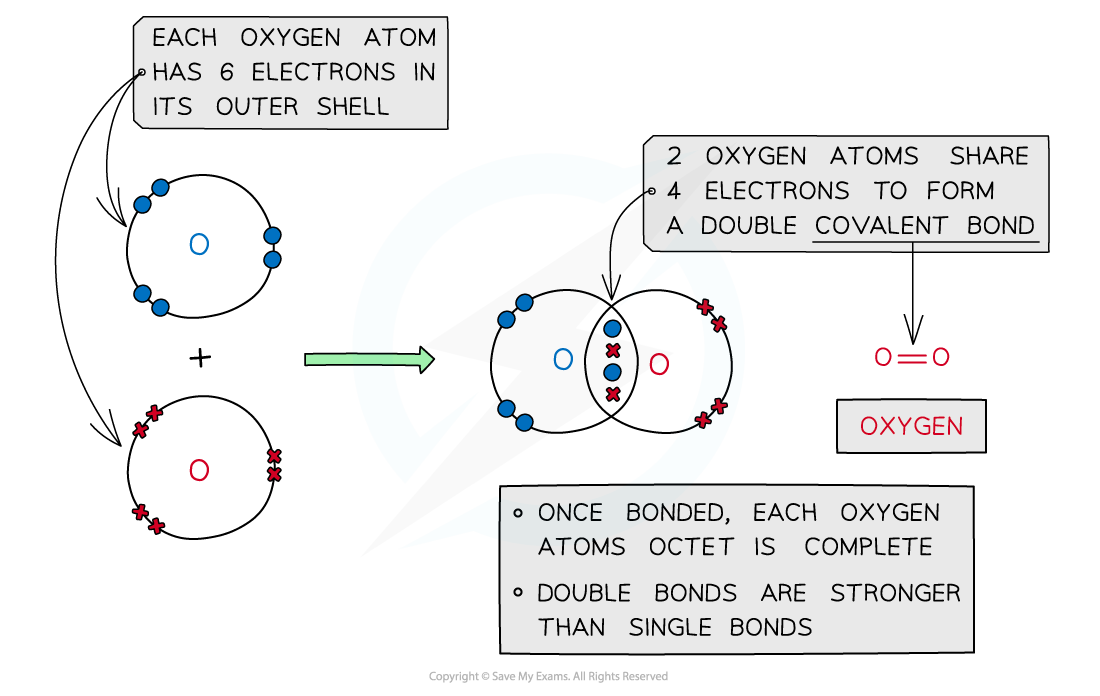 EACH OXYGEN ATOM
HAS 6 ELECTRONS IN
ITS OUTER SHELL
2 OXYGEN ATOMS SHARE
4 ELECTRONS TO FORM
A DOUBLE COVALENT BOND
O
+
O
O O
O=O
OXYGEN
ONCE BONDED, EACH OXYGEN
ATOMS OCTET IS COMPLETE
DOUBLE BONDS ARE STRONGER
THAN SINGLE BONDS
Copyright © Save My Exams. All Rights Reserved